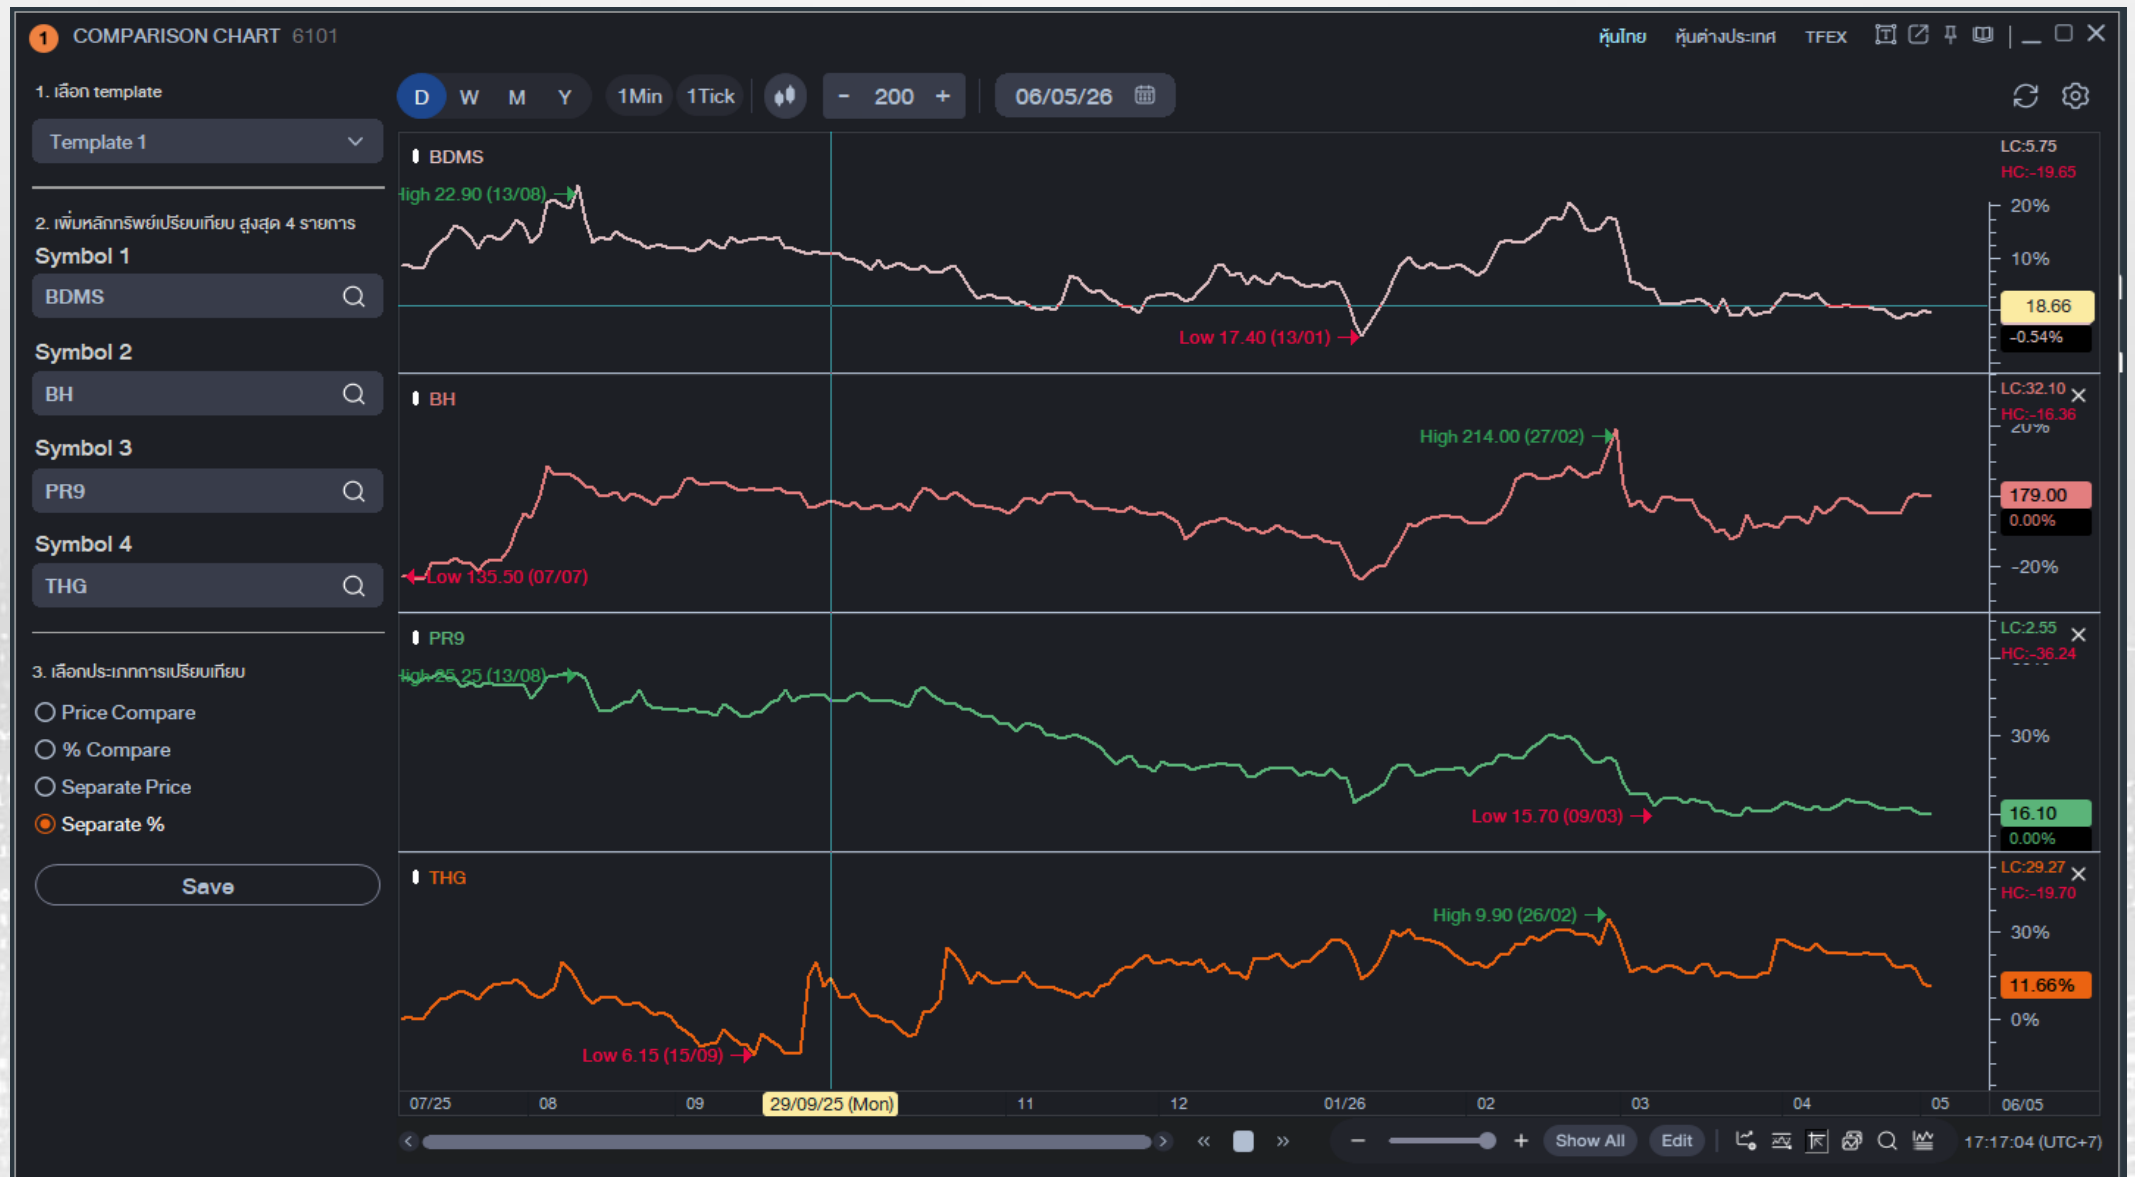 1 COMPARISON CHART 6101
หุ้นไทย หุ้นต่างประเทศ TFEX
1. เลือก template
Template 1
2. เพิ่มหลักทรัพย์เปรียบเทียบ สูงสุด 4 รายการ
Symbol 1
BDMS
Symbol 2
BH
Symbol 3
PR9
Symbol 4
THG
3. เลือกประเภทการเปรียบเทียบ
Price Compare
% Compare
Separate Price
Separate %
Save
D W M Y 1Min 1Tick - 200 + 06/05/26
BDMS
High 22.90 (13/08)
Low 17.40 (13/01)
LC:5.75
HC:-19.65
20%
10%
18.66
-0.54%
BH
High 214.00 (27/02)
Low 135.50 (07/07)
LC:32.10
HC:-16.36
20%
179.00
0.00%
-20%
PR9
High 25.25 (13/08)
Low 15.70 (09/03)
LC:2.55
HC:-36.24
30%
16.10
0.00%
THG
High 9.90 (26/02)
Low 6.15 (15/09)
LC:29.27
HC:-19.70
30%
11.66%
0%
07/25 08 09 29/09/25 (Mon) 11 12 01/26 02 03 04 05 06/05
Show All Edit 17:17:04 (UTC+7)